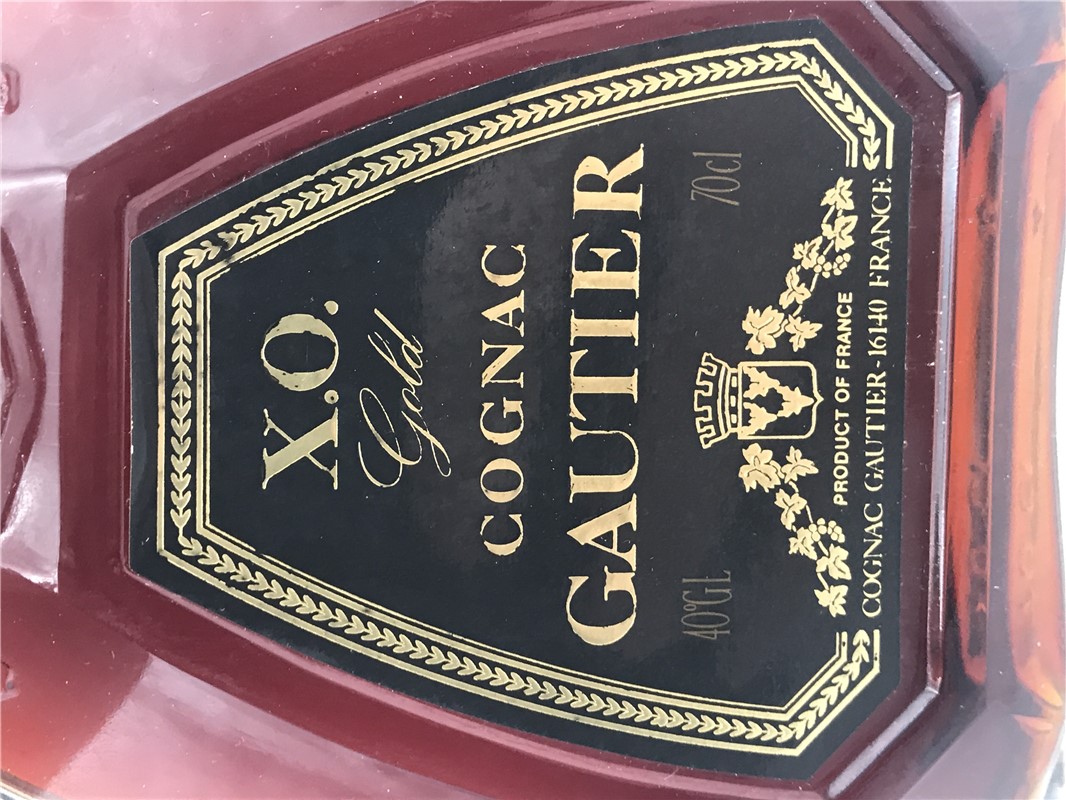 X.O.
Gold
COGNAC
GAUTIER
40°GL 70cl
PRODUCT OF FRANCE
COGNAC GAUTIER - 16140 FRANCE